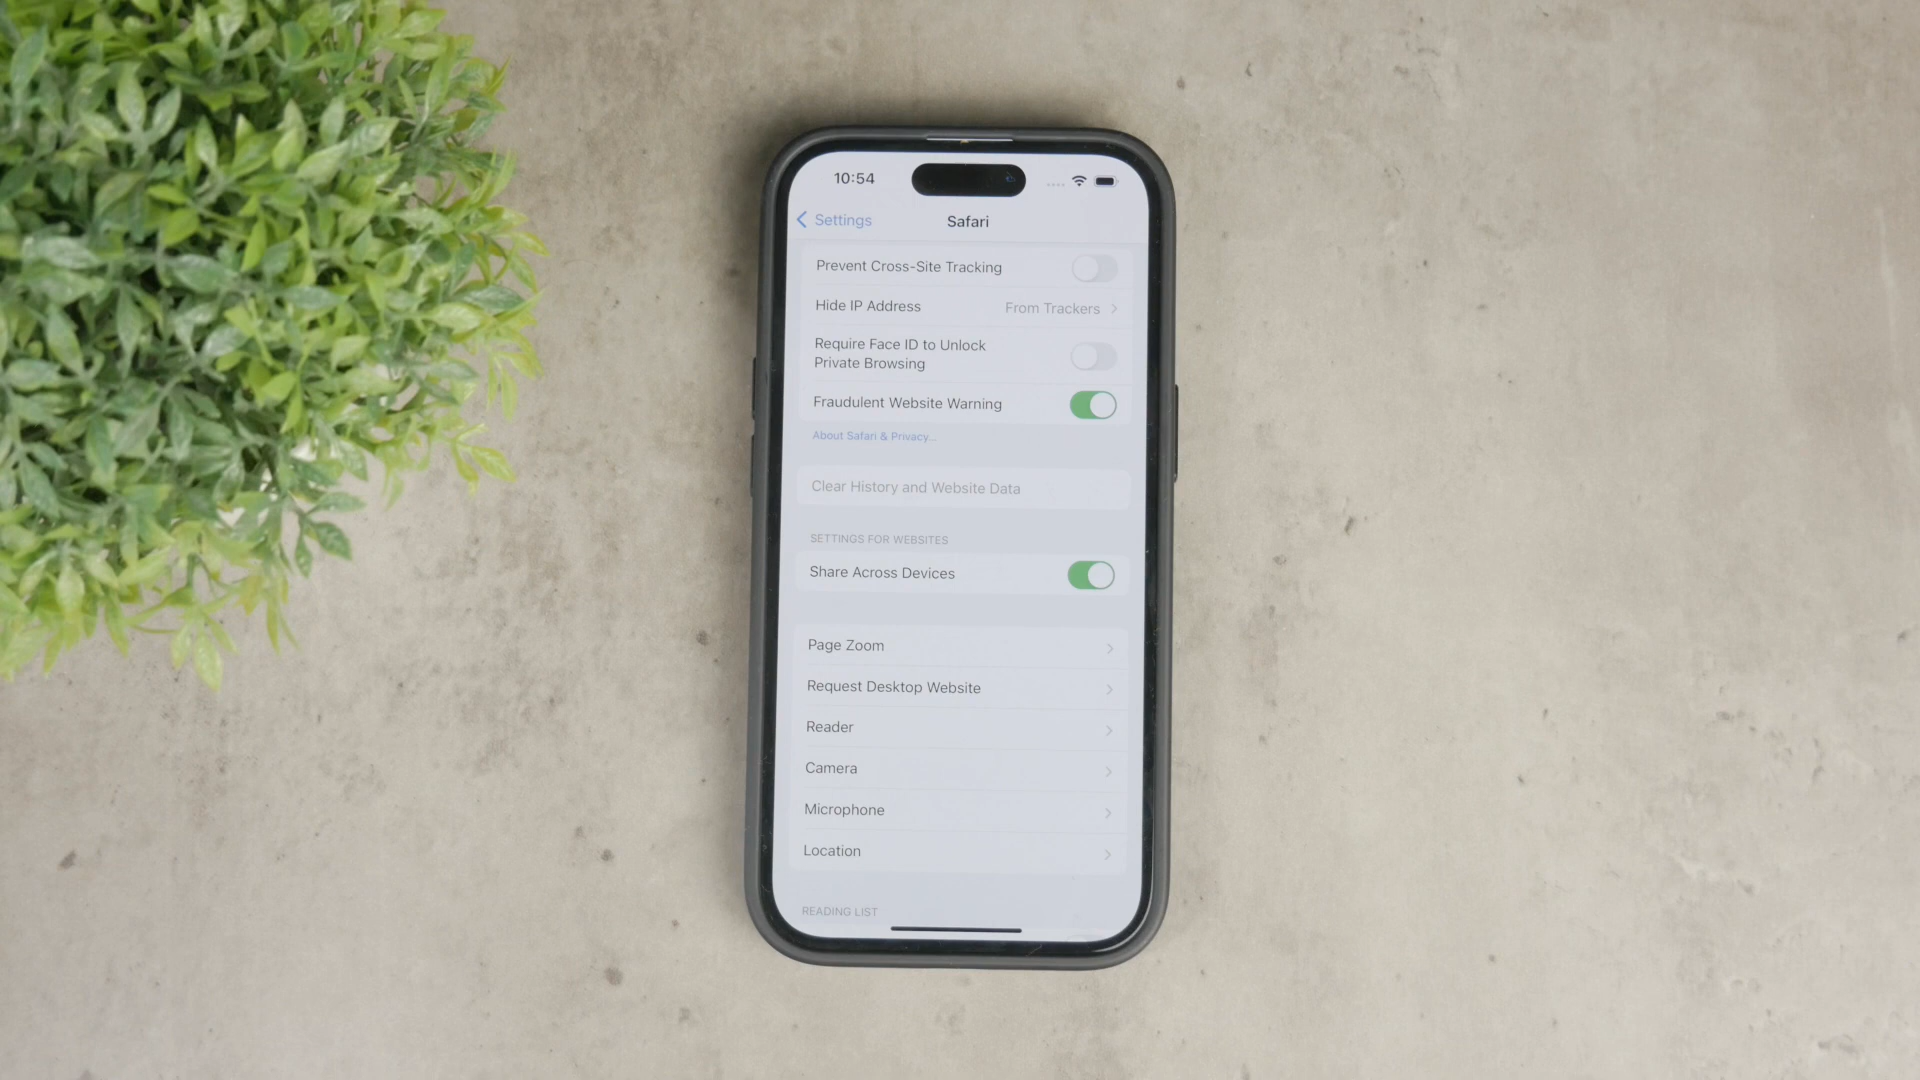 10:54
Settings
Safari
Prevent Cross-Site Tracking
Hide IP Address From Trackers
Require Face ID to Unlock
Private Browsing
Fraudulent Website Warning
About Safari & Privacy...
Clear History and Website Data
SETTINGS FOR WEBSITES
Share Across Devices
Page Zoom
Request Desktop Website
Reader
Camera
Microphone
Location
READING LIST